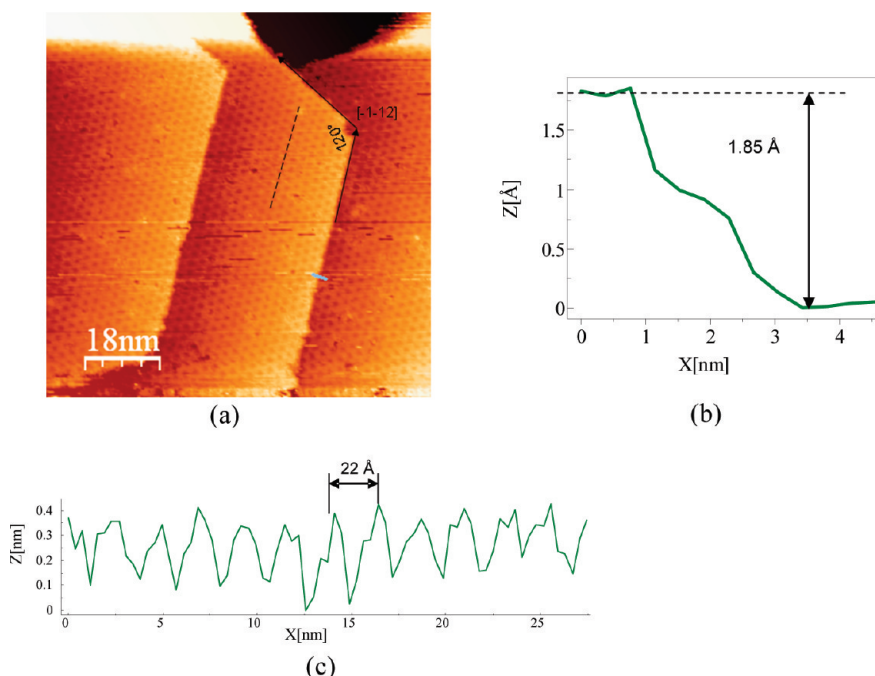 [-1-12]
120°
18nm
(a)
Z[Å]
1.5
1
0.5
0
1.85 Å
0 1 2 3 4
X[nm]
(b)
22 Å
Z[nm]
0.4
0.3
0.2
0.1
0
0 5 10 15 20 25
X[nm]
(c)